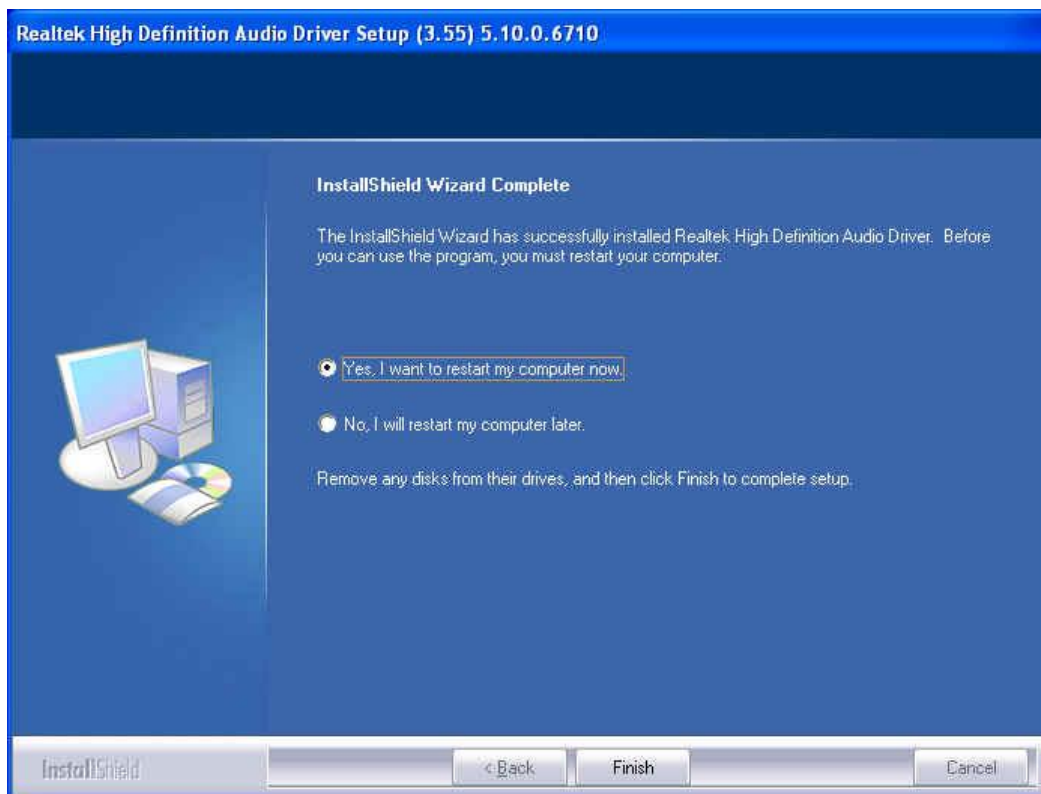 Realtek High Definition Audio Driver Setup (3.55) 5.10.0.6710
InstallShield Wizard Complete
The InstallShield Wizard has successfully installed Realtek High Definition Audio Driver. Before
you can use the program, you must restart your computer.
Yes, I want to restart my computer now.
No, I will restart my computer later.
Remove any disks from their drives, and then click Finish to complete setup.
InstallShield
< Back
Finish
Cancel